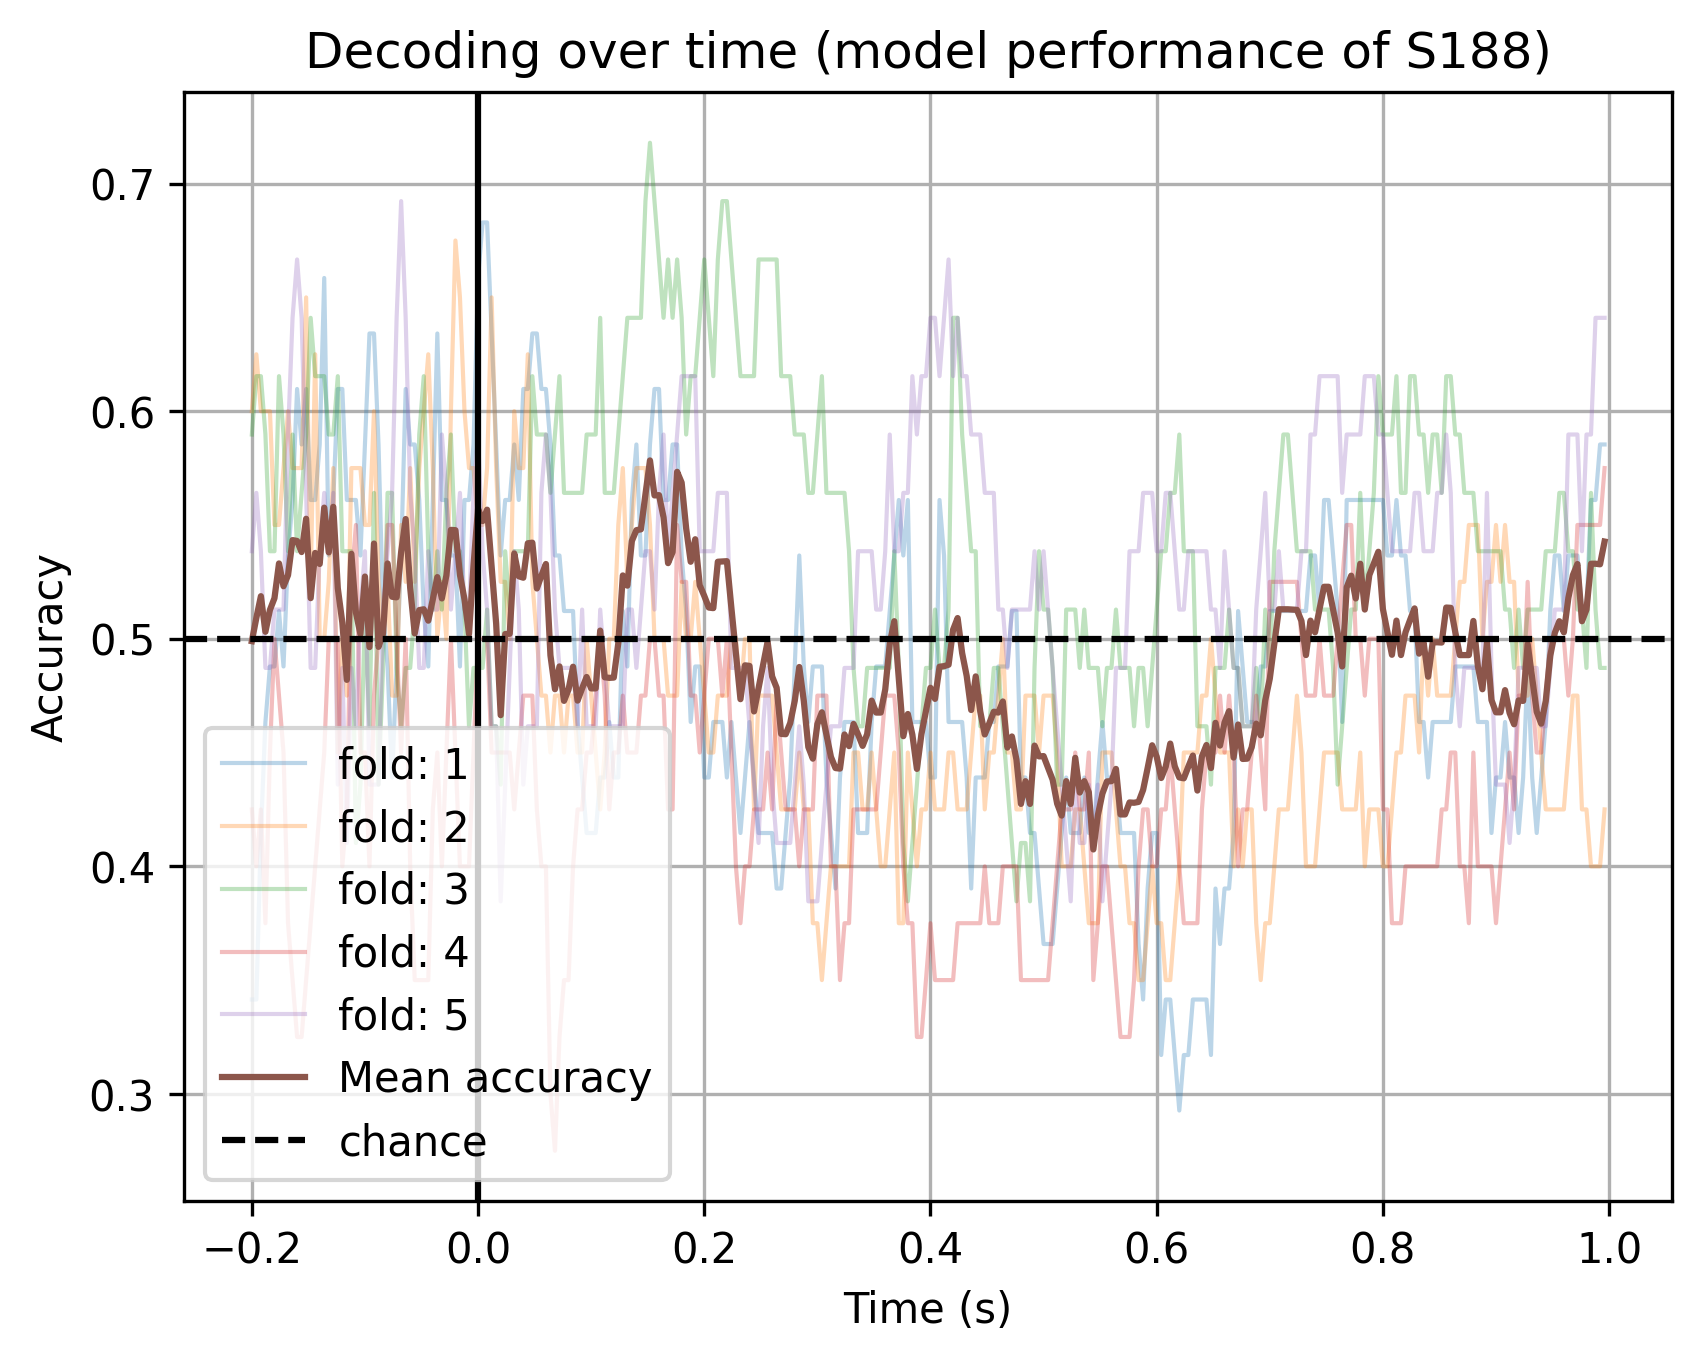 Decoding over time (model performance of S188)
Accuracy
0.7
0.6
0.5
0.4
0.3
fold: 1
fold: 2
fold: 3
fold: 4
fold: 5
Mean accuracy
chance
−0.2 0.0 0.2 0.4 0.6 0.8 1.0
Time (s)